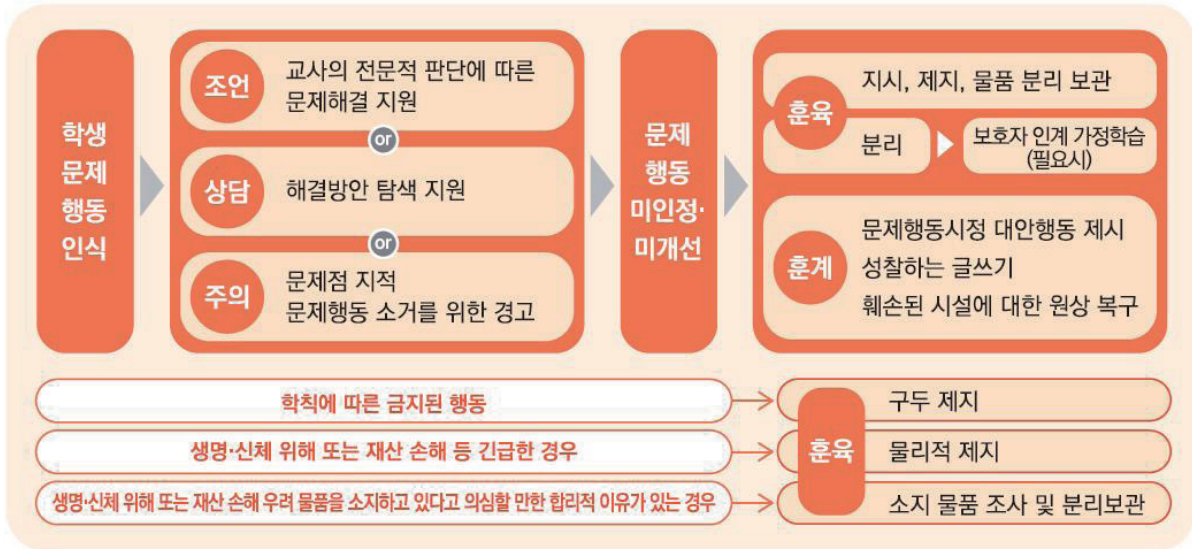 학생
문제
행동
인식
조언
교사의 전문적 판단에 따른
문제해결 지원
or
상담
해결방안 탐색 지원
or
주의
문제점 지적
문제행동 소거를 위한 경고
문제
행동
미인정·
미개선
훈육
지시, 제지, 물품 분리 보관
분리
보호자 인계 가정학습
(필요시)
훈계
문제행동시정 대안행동 제시
성찰하는 글쓰기
훼손된 시설에 대한 원상 복구
학칙에 따른 금지된 행동
구두 제지
생명·신체 위해 또는 재산 손해 등 긴급한 경우
훈육
물리적 제지
생명·신체 위해 또는 재산 손해 우려 물품을 소지하고 있다고 의심할 만한 합리적 이유가 있는 경우
소지 물품 조사 및 분리보관